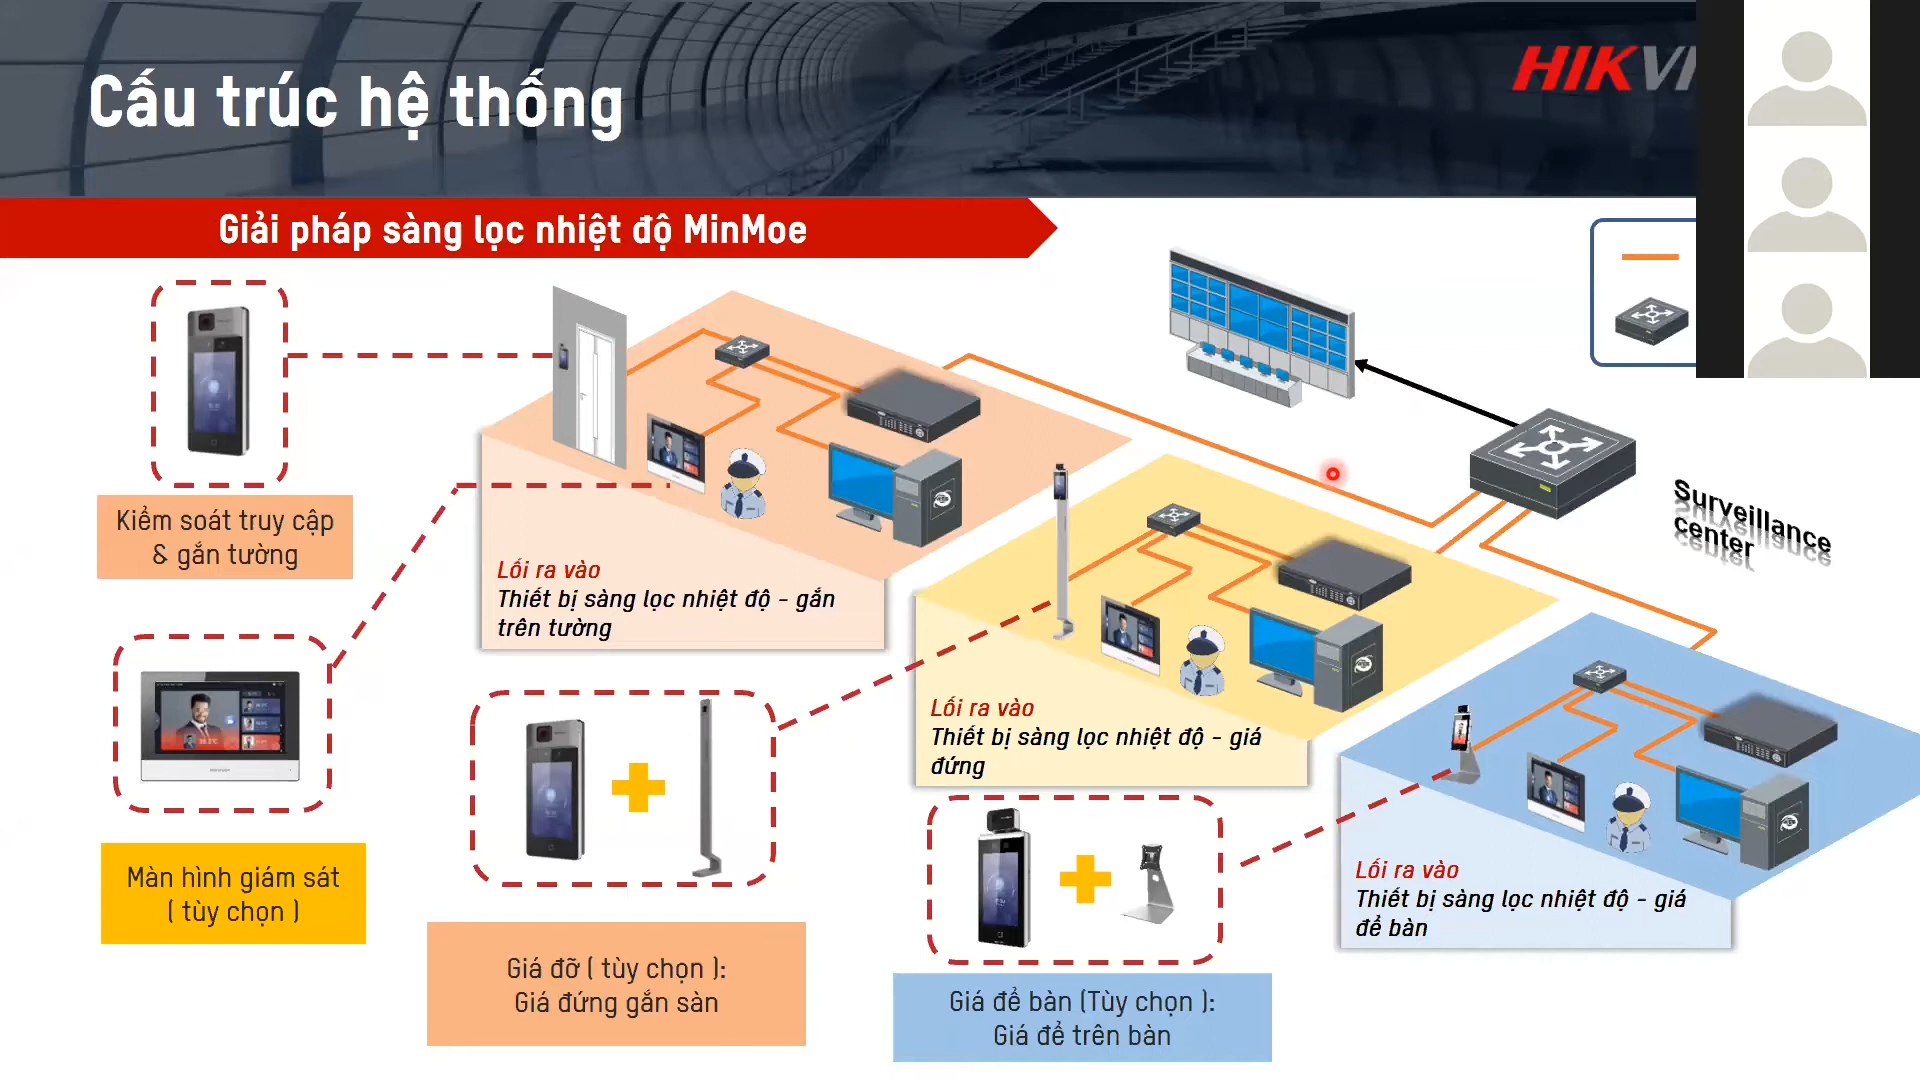 Cấu trúc hệ thống
HIKVI
Giải pháp sàng lọc nhiệt độ MinMoe
Kiểm soát truy cập
& gắn tường
Lối ra vào
Thiết bị sàng lọc nhiệt độ - gắn
trên tường
Surveillance
center
Lối ra vào
Thiết bị sàng lọc nhiệt độ - giá
đứng
Màn hình giám sát
( tùy chọn )
Lối ra vào
Thiết bị sàng lọc nhiệt độ - giá
để bàn
Giá đỡ ( tùy chọn ):
Giá đứng gắn sàn
Giá để bàn (Tùy chọn ):
Giá để trên bàn